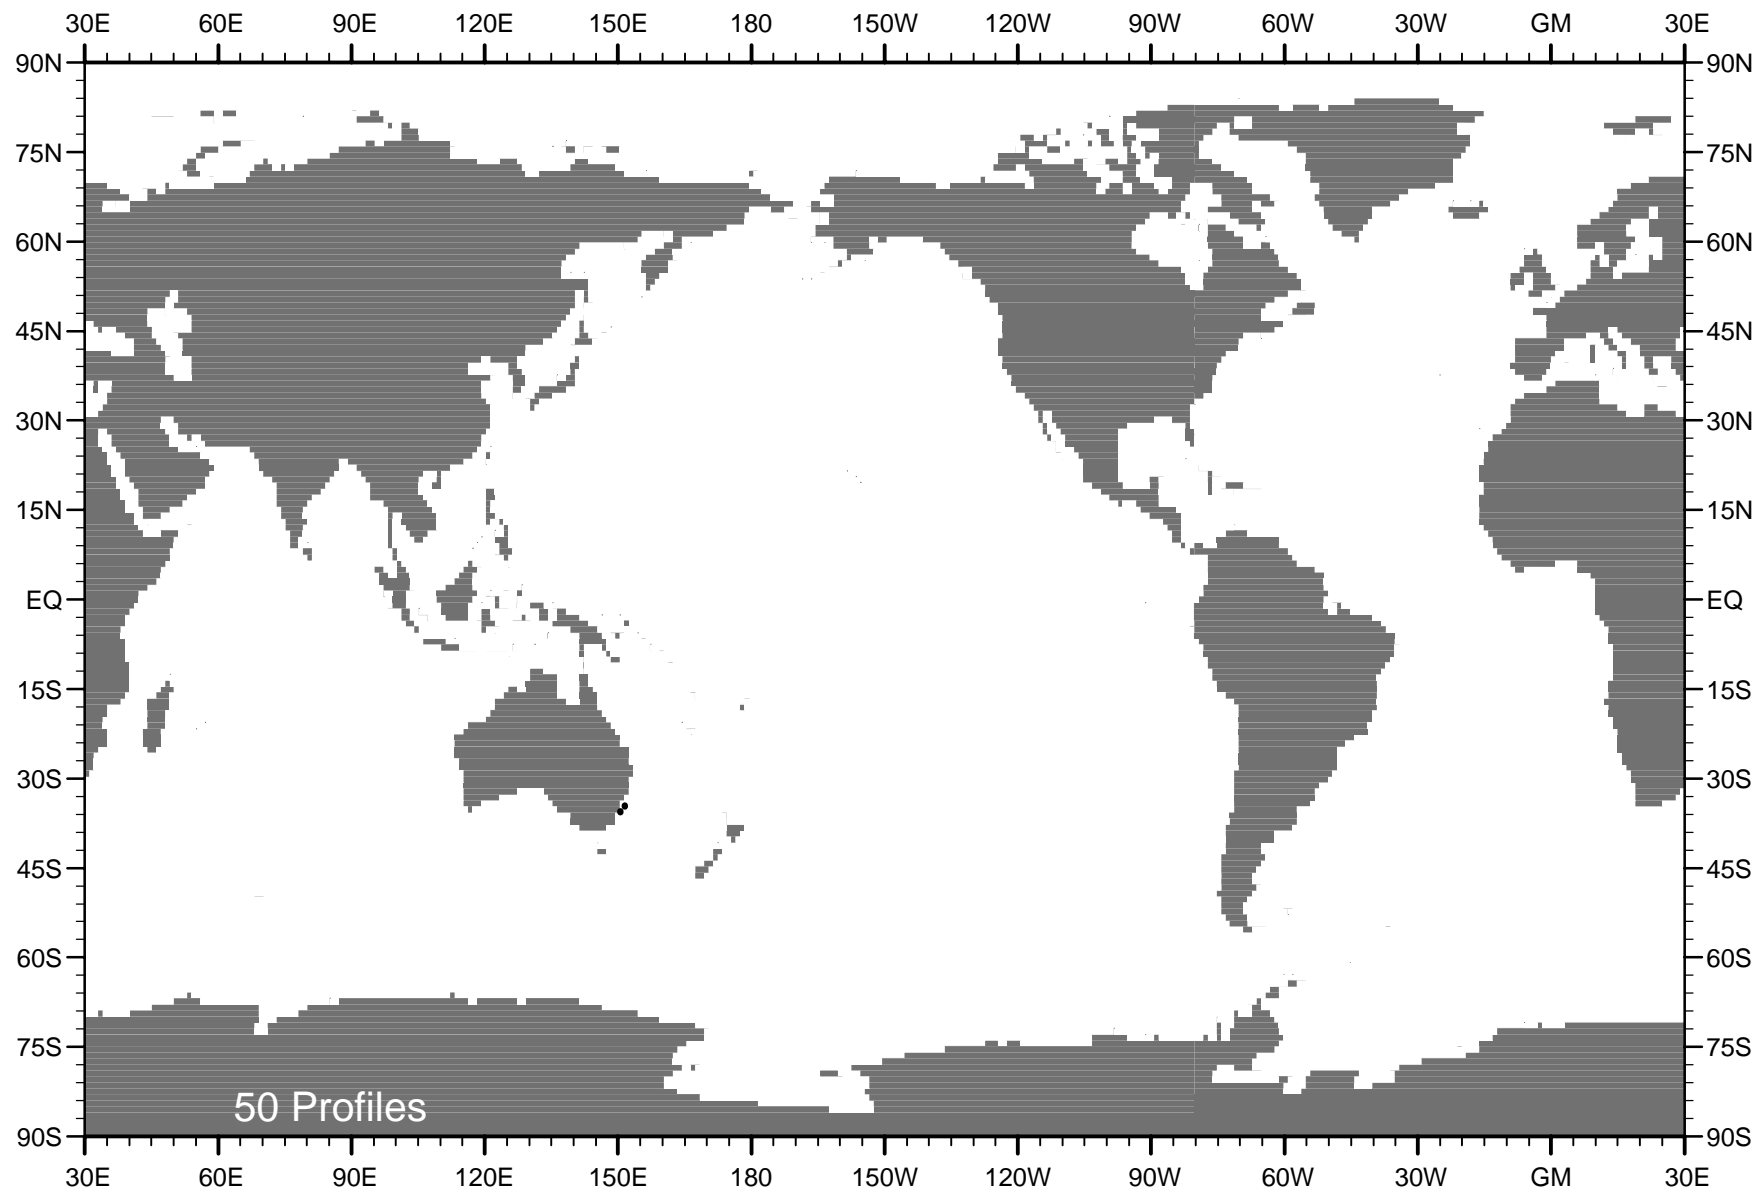 30E 60E 90E 120E 150E 180 150W 120W 90W 60W 30W GM 30E
90N 90N
75N 75N
60N 60N
45N 45N
30N 30N
15N 15N
EQ EQ
15S 15S
30S 30S
45S 45S
60S 60S
75S 75S
50 Profiles
90S 90S
30E 60E 90E 120E 150E 180 150W 120W 90W 60W 30W GM 30E